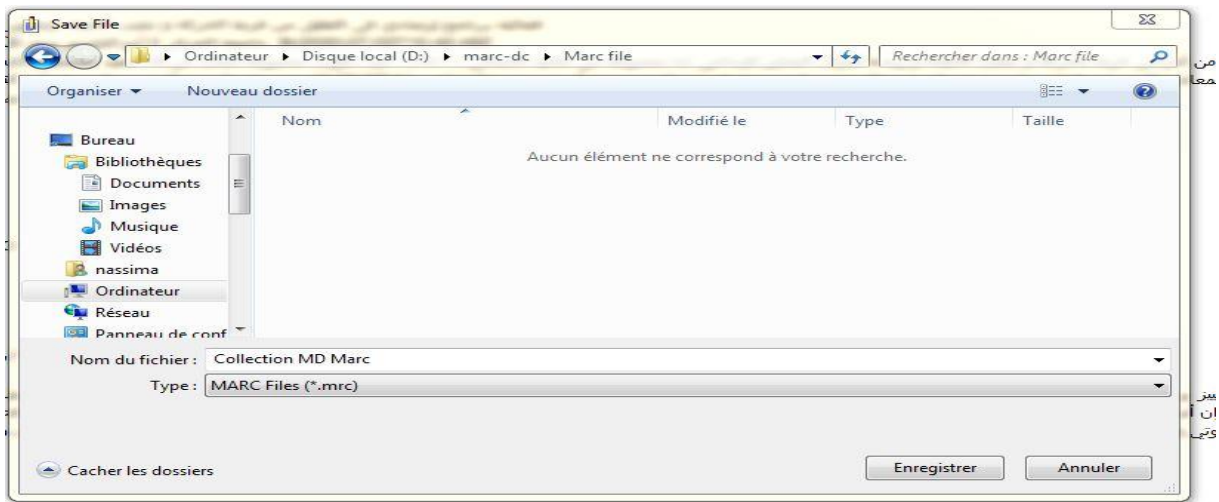 Save File
Ordinateur ▸ Disque local (D:) ▸ marc-dc ▸ Marc file
Rechercher dans : Marc file
Organiser
Nouveau dossier
Nom
Modifié le
Type
Taille
Aucun élément ne correspond à votre recherche.
Bureau
Bibliothèques
Documents
Images
Musique
Vidéos
nassima
Ordinateur
Réseau
Panneau de conf
Nom du fichier : Collection MD Marc
Type : MARC Files (*.mrc)
Cacher les dossiers
Enregistrer
Annuler
من